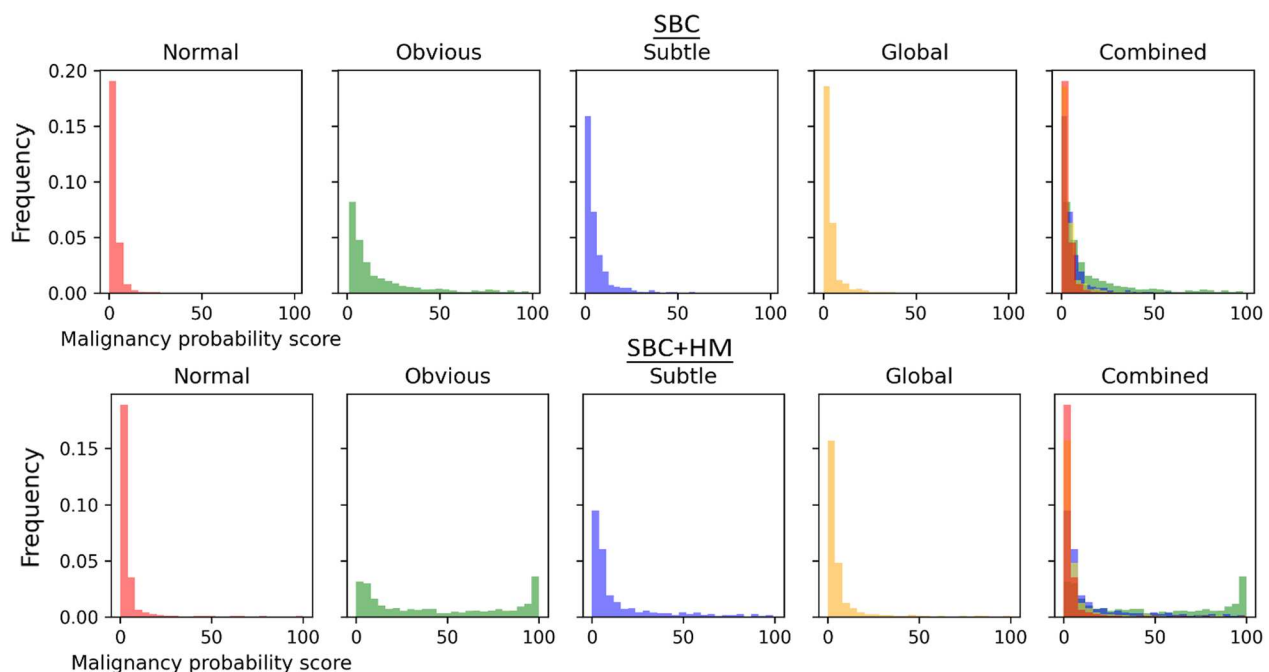 SBC
Normal Obvious Subtle Global Combined
0.20
0.15
0.10
0.05
0.00
Frequency
0 50 100 0 50 100 0 50 100 0 50 100 0 50 100
Malignancy probability score
SBC+HM
Normal Obvious Subtle Global Combined
0.15
0.10
0.05
0.00
Frequency
0 50 100 0 50 100 0 50 100 0 50 100 0 50 100
Malignancy probability score